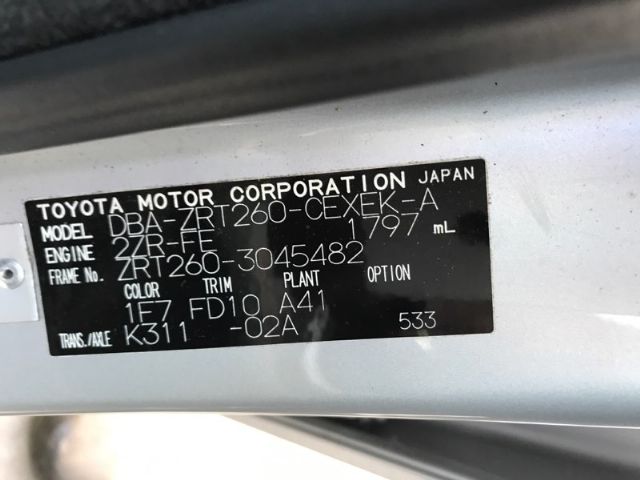 TOYOTA MOTOR CORPORATION JAPAN
MODEL DBA-ZRT260-CEXEK-A
ENGINE 2ZR-FE 1797 mL
FRAME No. ZRT260-3045482
COLOR TRIM PLANT OPTION
1F7 FD10 A41
TRANS./AXLE K311 -02A 533